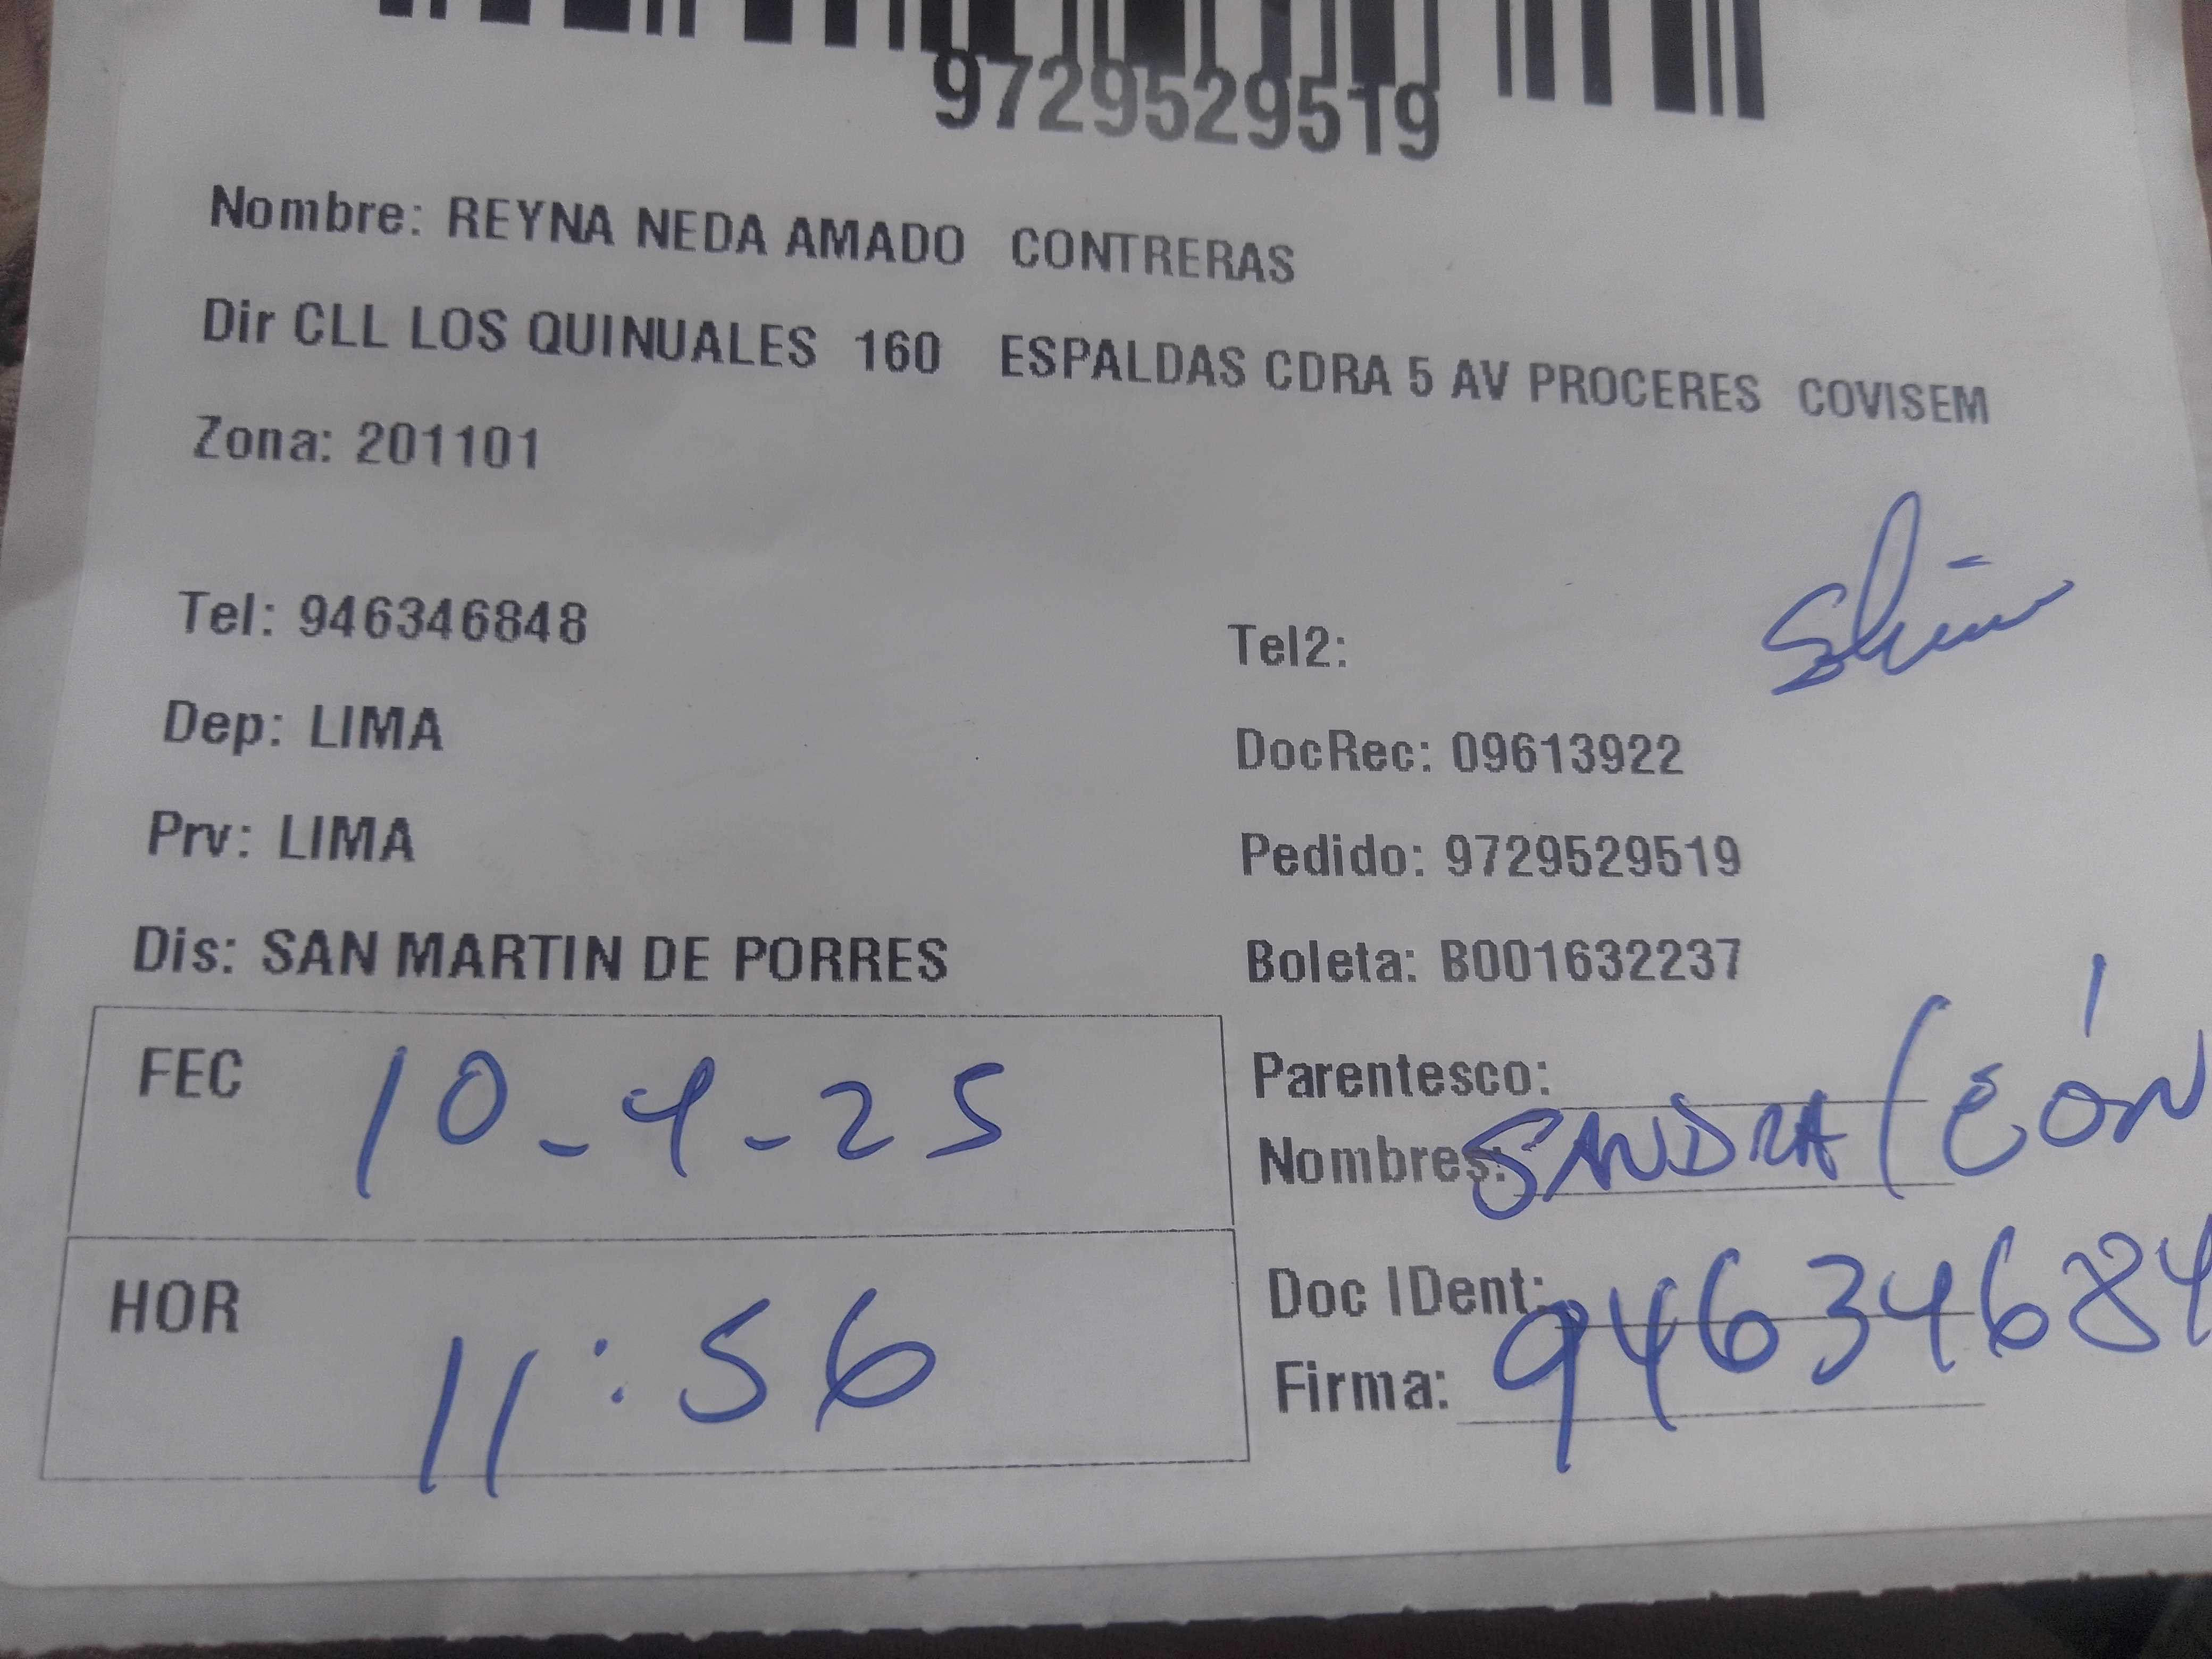 9729529519
Nombre: REYNA NEDA AMADO CONTRERAS
Dir CLL LOS QUINUALES 160 ESPALDAS CDRA 5 AV PROCERES COVISEM
Zona: 201101
Tel: 946346848
Tel2:
Dep: LIMA
DocRec: 09613922
Prv: LIMA
Pedido: 9729529519
Dis: SAN MARTIN DE PORRES
Boleta: B001632237
FEC 10-4-25
Parentesco:
Nombres: SANDRA LEÓN
HOR 11:56
Doc IDent: 94634684
Firma: